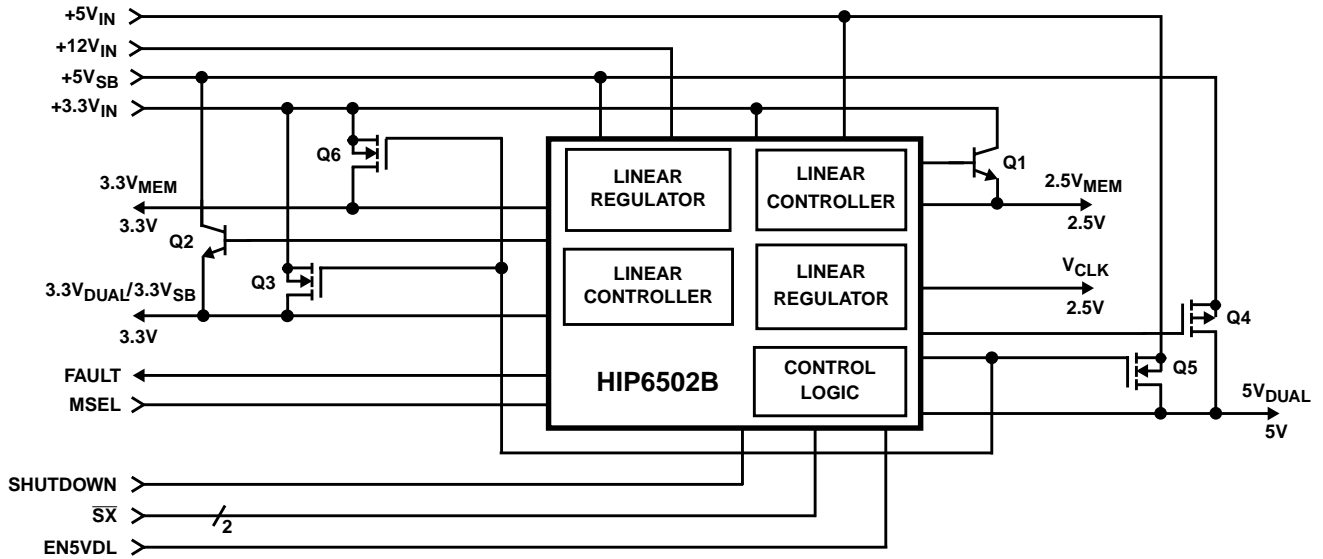 +5VIN
+12VIN
+5VSB
+3.3VIN
Q6
3.3VMEM
3.3V
Q2
Q3
3.3VDUAL/3.3VSB
3.3V
FAULT
MSEL
SHUTDOWN
SX
2
EN5VDL
LINEAR
REGULATOR
LINEAR
CONTROLLER
LINEAR
CONTROLLER
LINEAR
REGULATOR
HIP6502B
CONTROL
LOGIC
Q1
2.5VMEM
2.5V
VCLK
2.5V
Q4
Q5
5VDUAL
5V